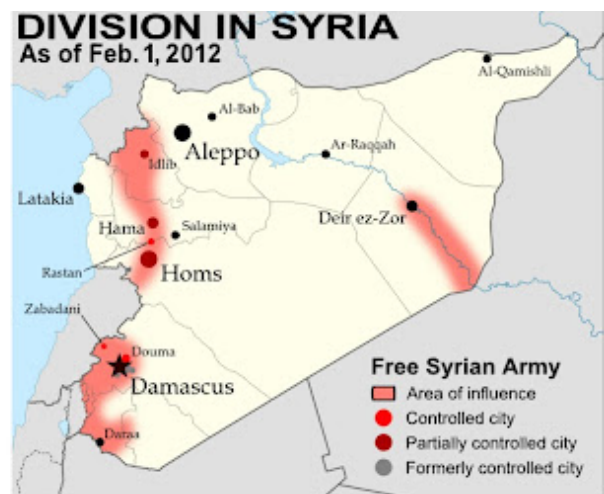 DIVISION IN SYRIA
As of Feb. 1, 2012
Al-Qamishli
Al-Bab
Aleppo
Ar-Raqqah
Idlib
Latakia
Deir ez-Zor
Hama
Salamiya
Rastan
Homs
Zabadani
Douma
Damascus
Daraa
Free Syrian Army
Area of influence
Controlled city
Partially controlled city
Formerly controlled city